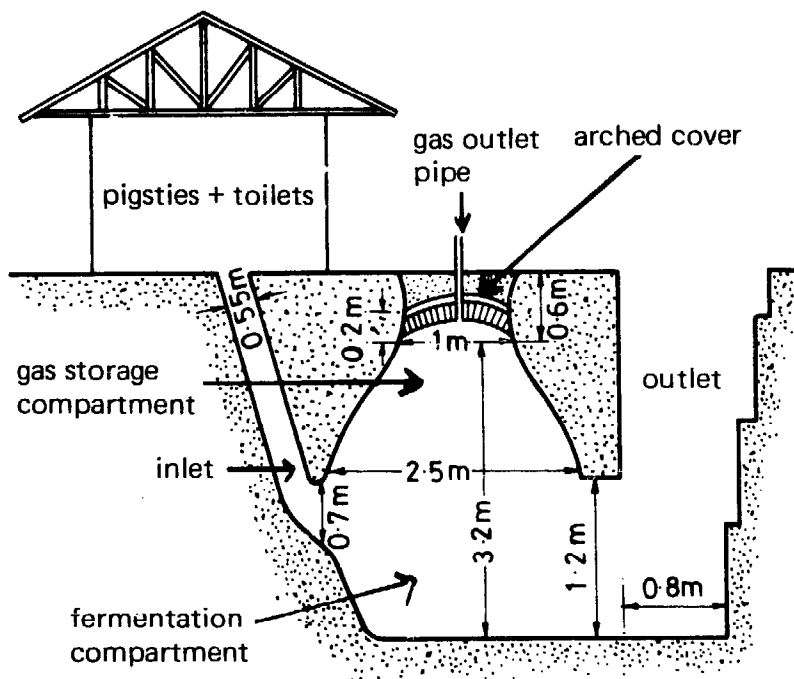 gas outlet
pipe
arched cover
pigsties + toilets
0·55m
0·2m
1m
0·6m
gas storage
compartment
outlet
inlet
2·5m
0·7m
3·2m
1·2m
0·8m
fermentation
compartment